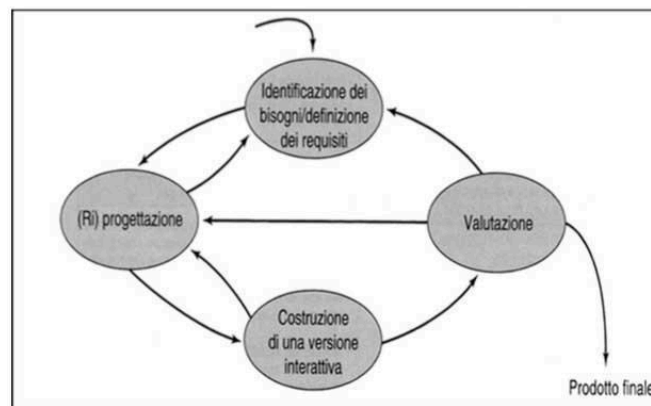 Identificazione dei
bisogni/definizione
dei requisiti
(Ri) progettazione
Valutazione
Costruzione
di una versione
interattiva
Prodotto finale